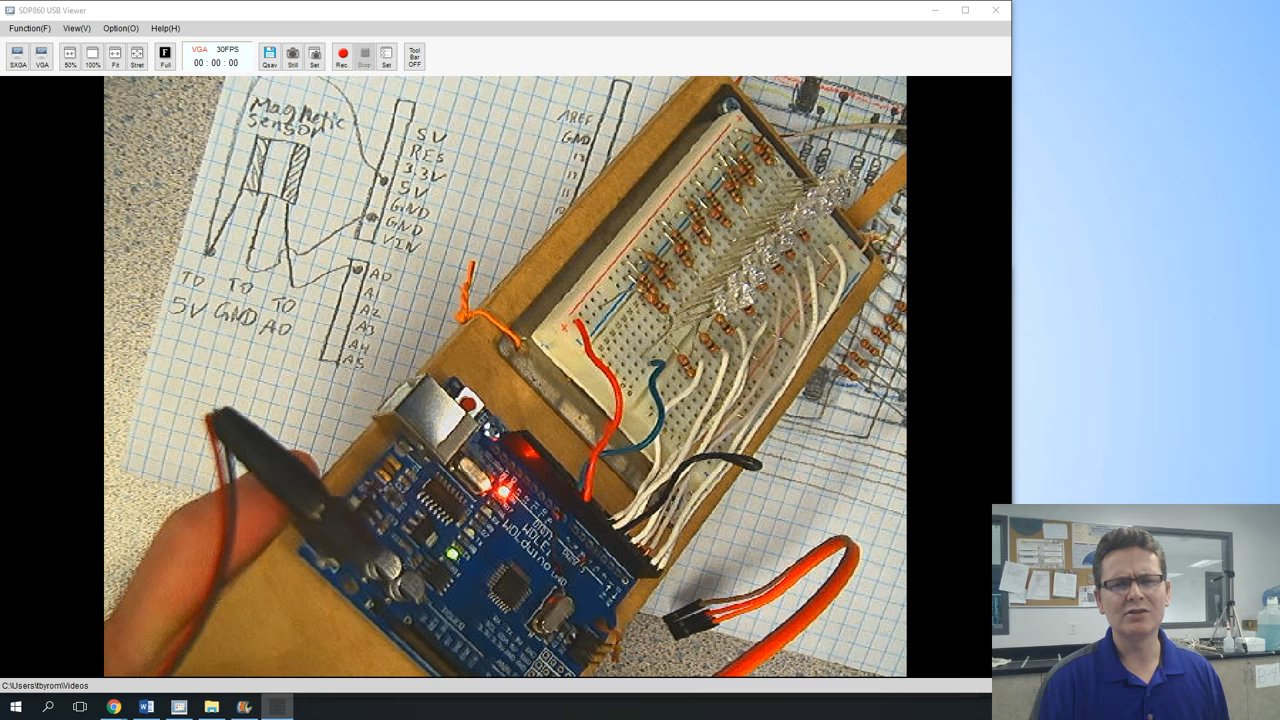 SDP860 USB Viewer
Function(F) View(V) Option(O) Help(H)
VGA 30FPS
00 : 00 : 00
SXGA VGA 50% 100% Fit Stret Full Qsav Still Set Rec. Stop Set Tool Bar OFF
F
Magnetic
Sensor
5V
RES
3.3V
5V
GND
GND
VIN
AREF
GND
13
A0
A1
A2
A3
A4
A5
TO TO TO
5V GND A0
WDLduino
C:\Users\tbyrom\Videos